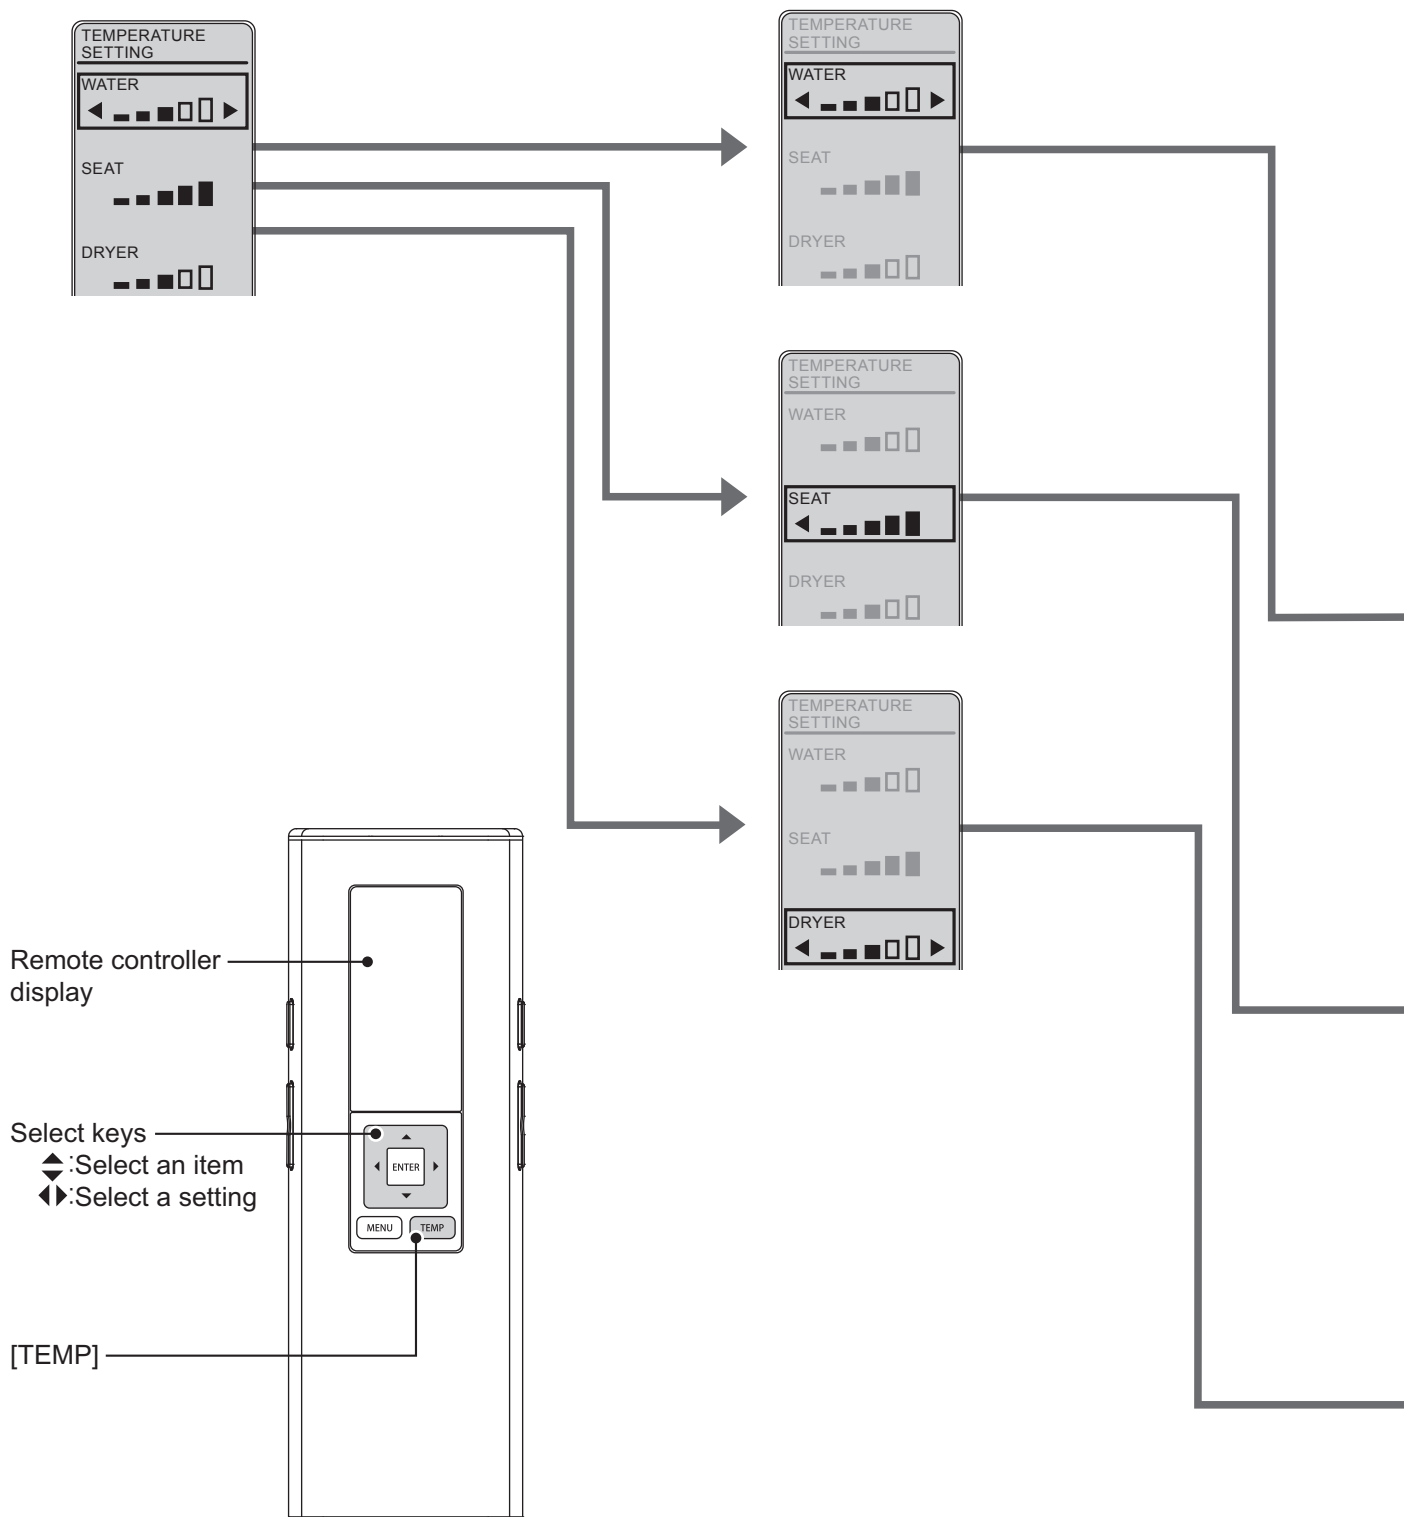 TEMPERATURE
SETTING
WATER
SEAT
DRYER
TEMPERATURE
SETTING
WATER
SEAT
DRYER
TEMPERATURE
SETTING
WATER
SEAT
DRYER
TEMPERATURE
SETTING
WATER
SEAT
DRYER
Remote controller
display
Select keys
:Select an item
:Select a setting
ENTER
MENU TEMP
[TEMP]